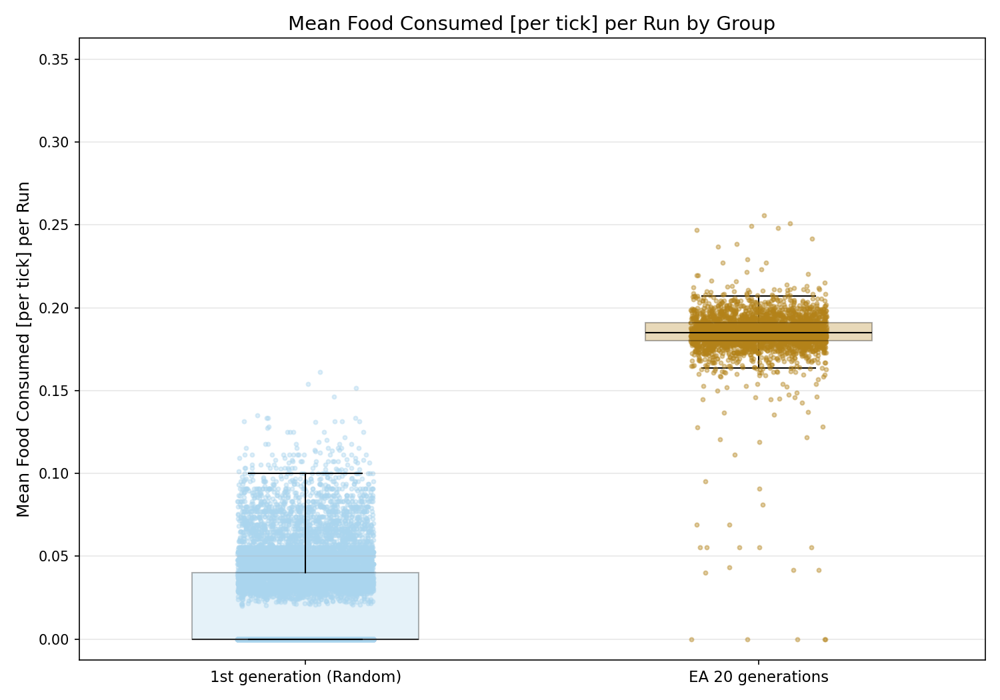 Mean Food Consumed [per tick] per Run by Group
Mean Food Consumed [per tick] per Run
0.35
0.30
0.25
0.20
0.15
0.10
0.05
0.00
1st generation (Random)
EA 20 generations